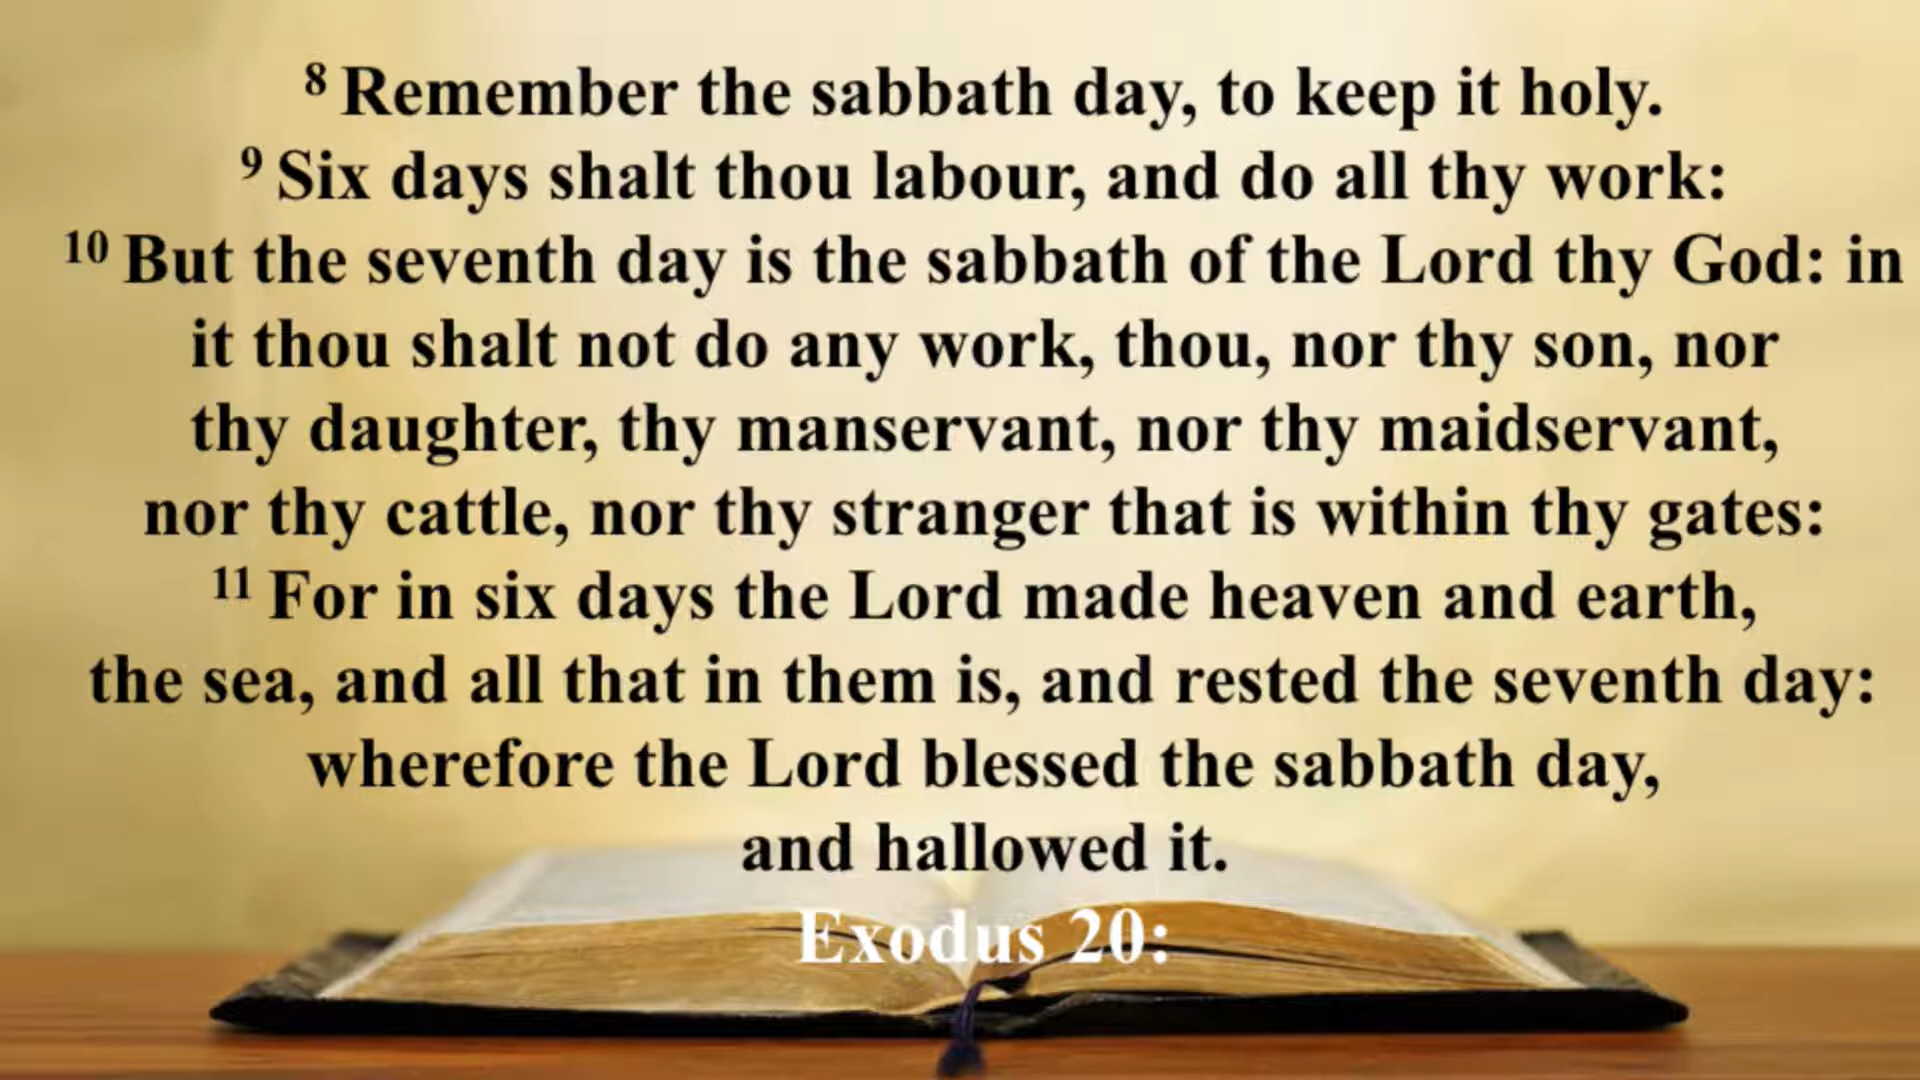 8 Remember the sabbath day, to keep it holy.
9 Six days shalt thou labour, and do all thy work:
10 But the seventh day is the sabbath of the Lord thy God: in
it thou shalt not do any work, thou, nor thy son, nor
thy daughter, thy manservant, nor thy maidservant,
nor thy cattle, nor thy stranger that is within thy gates:
11 For in six days the Lord made heaven and earth,
the sea, and all that in them is, and rested the seventh day:
wherefore the Lord blessed the sabbath day,
and hallowed it.
Exodus 20: